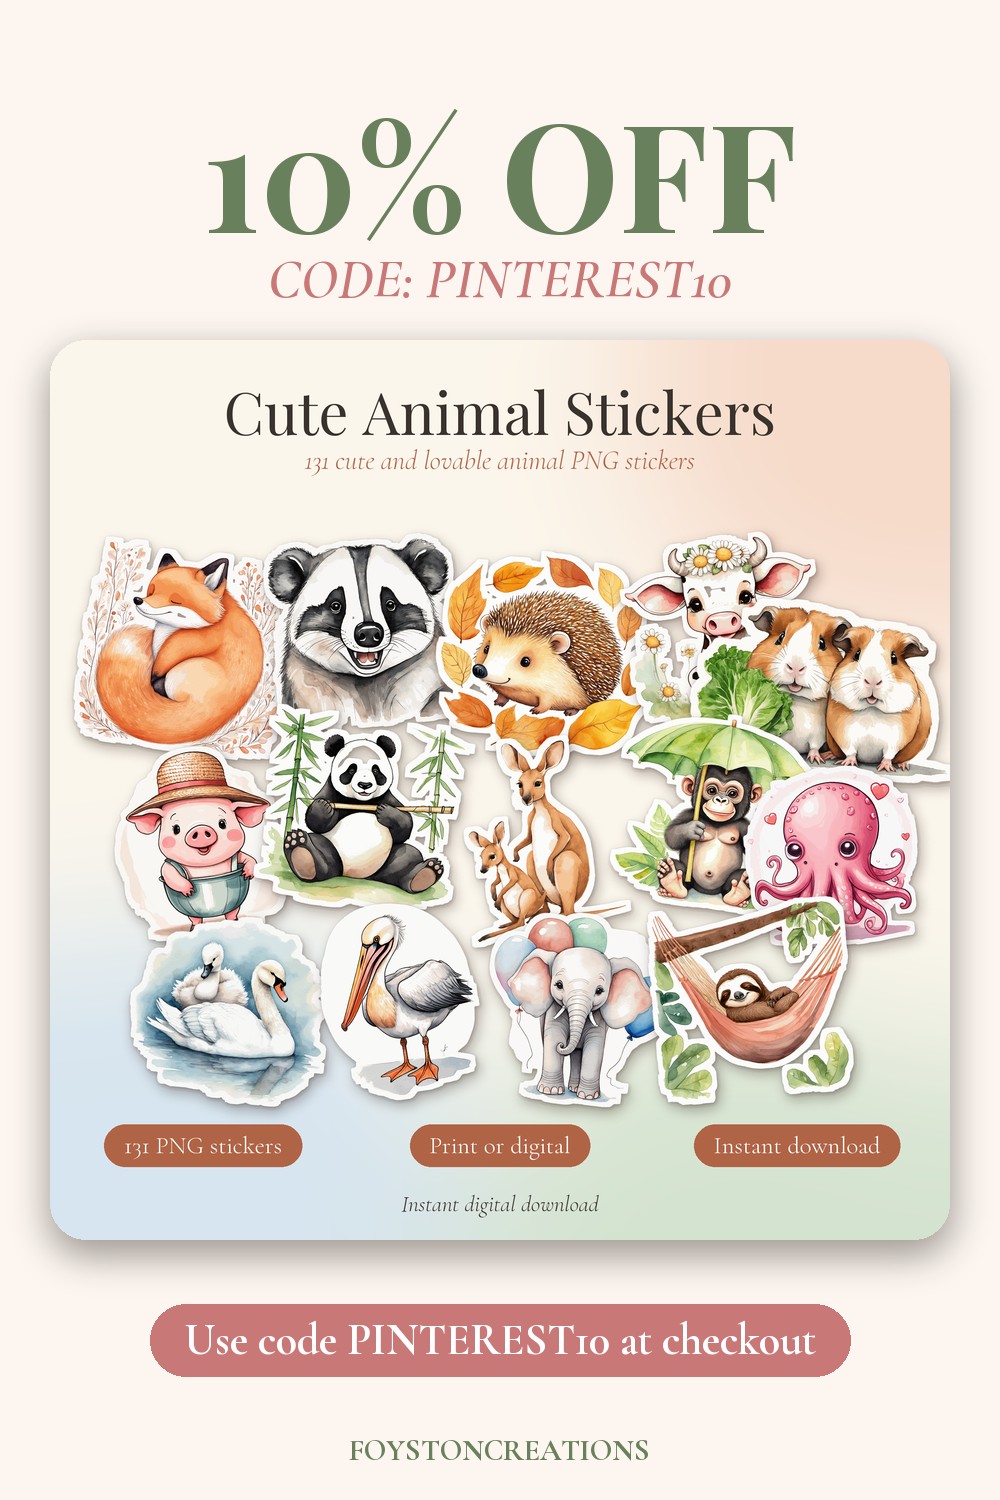 10% OFF
CODE: PINTEREST10
Cute Animal Stickers
131 cute and lovable animal PNG stickers
131 PNG stickers
Print or digital
Instant download
Instant digital download
Use code PINTEREST10 at checkout
FOYSTONCREATIONS